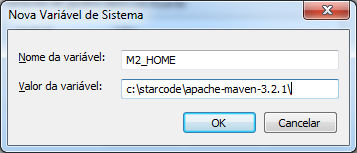 Nova Variável de Sistema
Nome da variável: M2_HOME
Valor da variável: c:\starcode\apache-maven-3.2.1\
OK Cancelar